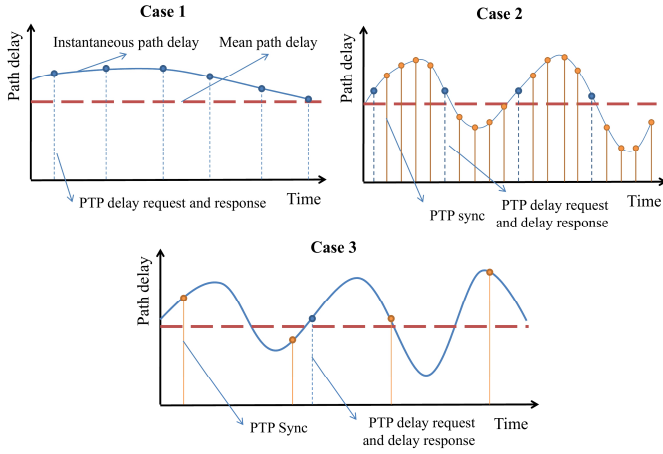 Case 1
Instantaneous path delay
Mean path delay
Path delay
Time
PTP delay request and response
Case 2
Path delay
Time
PTP sync
PTP delay request
and delay response
Case 3
Path delay
Time
PTP Sync
PTP delay request
and delay response